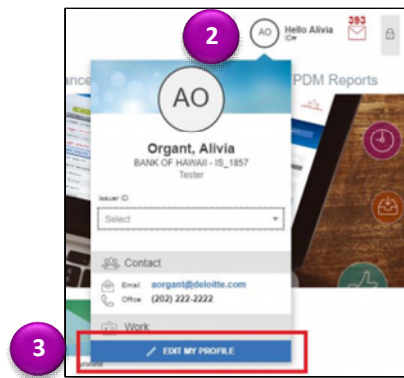 2
AO
Hello Alivia
ID#
393
ance
PDM Reports
AO
Organt, Alivia
BANK OF HAWAII - IS_1857
Tester
Issuer ID
Select
Contact
Email aorgant@deloitte.com
Office (202) 222-2222
Work
3
EDIT MY PROFILE